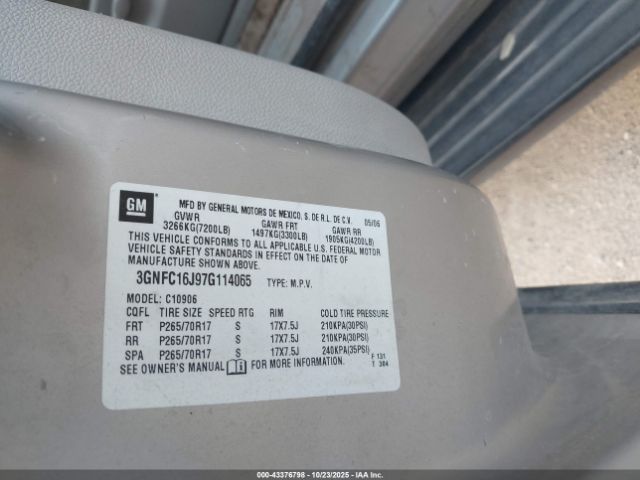 GM
MFD BY GENERAL MOTORS DE MEXICO, S. DE R.L. DE C.V. 05/06
GVWR GAWR FRT GAWR RR
3266KG(7200LB) 1497KG(3300LB) 1905KG(4200LB)
THIS VEHICLE CONFORMS TO ALL APPLICABLE U.S. FEDERAL MOTOR
VEHICLE SAFETY STANDARDS IN EFFECT ON THE DATE OF
MANUFACTURE SHOWN ABOVE.
3GNFC16J97G114065 TYPE: M.P.V.
MODEL: C10906
CQFL TIRE SIZE SPEED RTG RIM COLD TIRE PRESSURE
FRT P265/70R17 S 17X7.5J 210KPA(30PSI)
RR P265/70R17 S 17X7.5J 210KPA(30PSI)
SPA P265/70R17 S 17X7.5J 240KPA(35PSI)
SEE OWNER'S MANUAL FOR MORE INFORMATION.
F 131
T 304
000-43376798 - 10/23/2025 - IAAI.COM